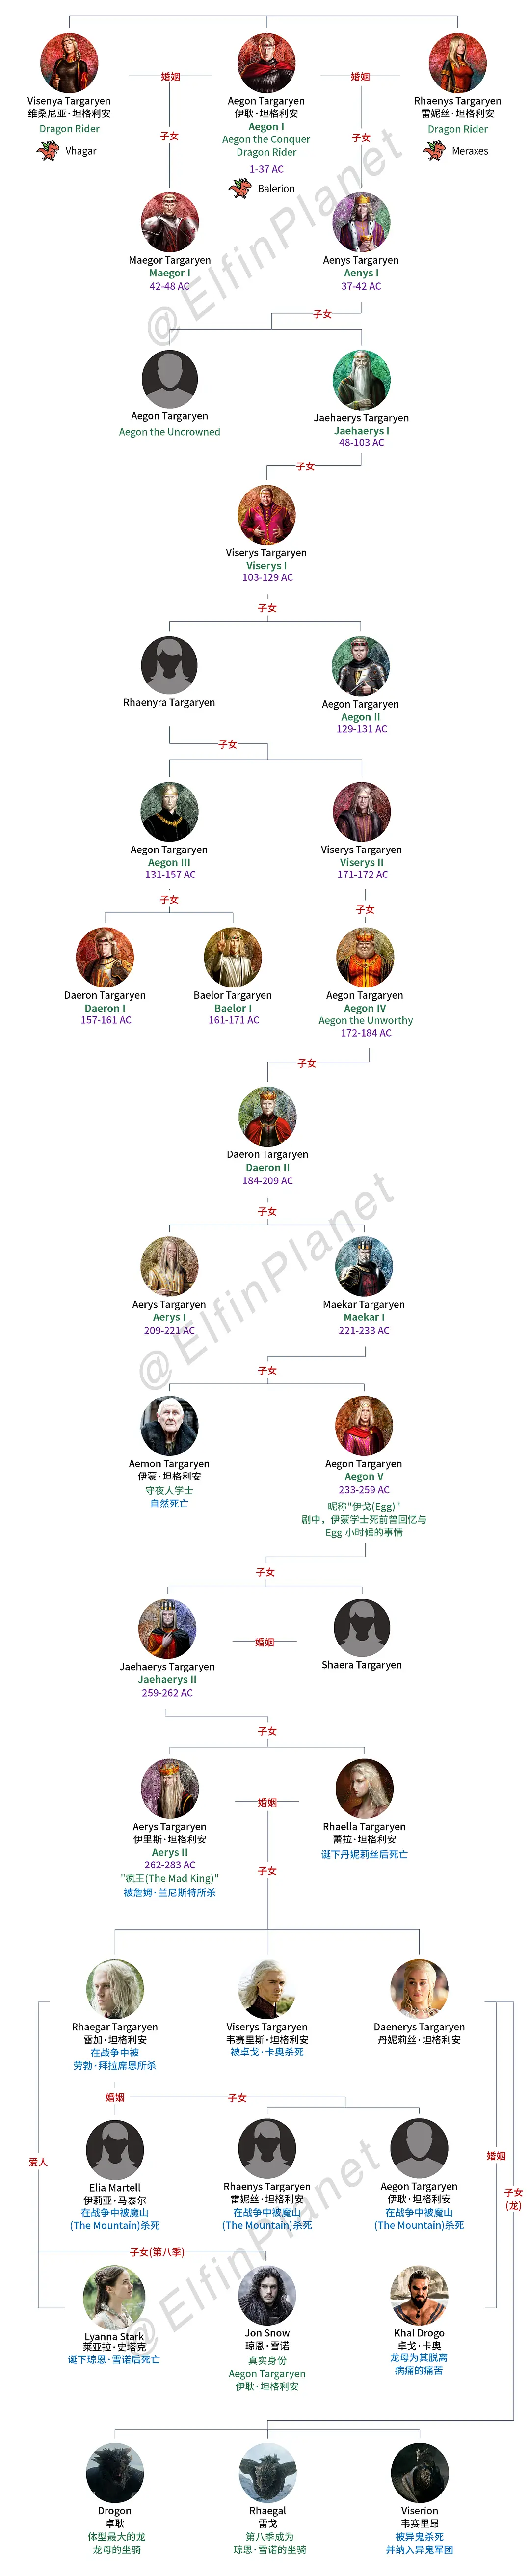 婚姻
婚姻
Visenya Targaryen
维桑尼亚·坦格利安
Dragon Rider
Vhagar
Aegon Targaryen
伊耿·坦格利安
Aegon I
Aegon the Conquer
Dragon Rider
1-37 AC
Balerion
Rhaenys Targaryen
雷妮丝·坦格利安
Dragon Rider
Meraxes
子女
子女
@ElfinPlanet
Maegor Targaryen
Maegor I
42-48 AC
Aenys Targaryen
Aenys I
37-42 AC
子女
Aegon Targaryen
Aegon the Uncrowned
Jaehaerys Targaryen
Jaehaerys I
48-103 AC
子女
Viserys Targaryen
Viserys I
103-129 AC
子女
Rhaenyra Targaryen
Aegon Targaryen
Aegon II
129-131 AC
子女
Aegon Targaryen
Aegon III
131-157 AC
Viserys Targaryen
Viserys II
171-172 AC
子女
子女
Daeron Targaryen
Daeron I
157-161 AC
Baelor Targaryen
Baelor I
161-171 AC
Aegon Targaryen
Aegon IV
Aegon the Unworthy
172-184 AC
子女
Daeron Targaryen
Daeron II
184-209 AC
子女
@ElfinPlanet
Aerys Targaryen
Aerys I
209-221 AC
Maekar Targaryen
Maekar I
221-233 AC
子女
Aemon Targaryen
伊蒙·坦格利安
守夜人学士
自然死亡
Aegon Targaryen
Aegon V
233-259 AC
昵称"伊戈(Egg)"
剧中，伊蒙学士死前曾回忆与
Egg 小时候的事情
子女
婚姻
Jaehaerys Targaryen
Jaehaerys II
259-262 AC
Shaera Targaryen
子女
婚姻
Aerys Targaryen
伊里斯·坦格利安
Aerys II
262-283 AC
"疯王(The Mad King)"
被詹姆·兰尼斯特所杀
Rhaella Targaryen
蕾拉·坦格利安
诞下丹妮莉丝后死亡
子女
Rhaegar Targaryen
雷加·坦格利安
在战争中被
劳勃·拜拉席恩所杀
Viserys Targaryen
韦赛里斯·坦格利安
被卓戈·卡奥杀死
Daenerys Targaryen
丹妮莉丝·坦格利安
婚姻
子女
爱人
婚姻
子女
(龙)
Elia Martell
伊莉亚·马泰尔
在战争中被魔山
(The Mountain)杀死
Rhaenys Targaryen
雷妮丝·坦格利安
在战争中被魔山
(The Mountain)杀死
Aegon Targaryen
伊耿·坦格利安
在战争中被魔山
(The Mountain)杀死
@ElfinPlanet
子女(第八季)
Lyanna Stark
莱亚拉·史塔克
诞下琼恩·雪诺后死亡
Jon Snow
琼恩·雪诺
真实身份
Aegon Targaryen
伊耿·坦格利安
Khal Drogo
卓戈·卡奥
龙母为其脱离
病痛的痛苦
Drogon
卓耿
体型最大的龙
龙母的坐骑
Rhaegal
雷戈
第八季成为
琼恩·雪诺的坐骑
Viserion
韦赛里昂
被异鬼杀死
并纳入异鬼军团